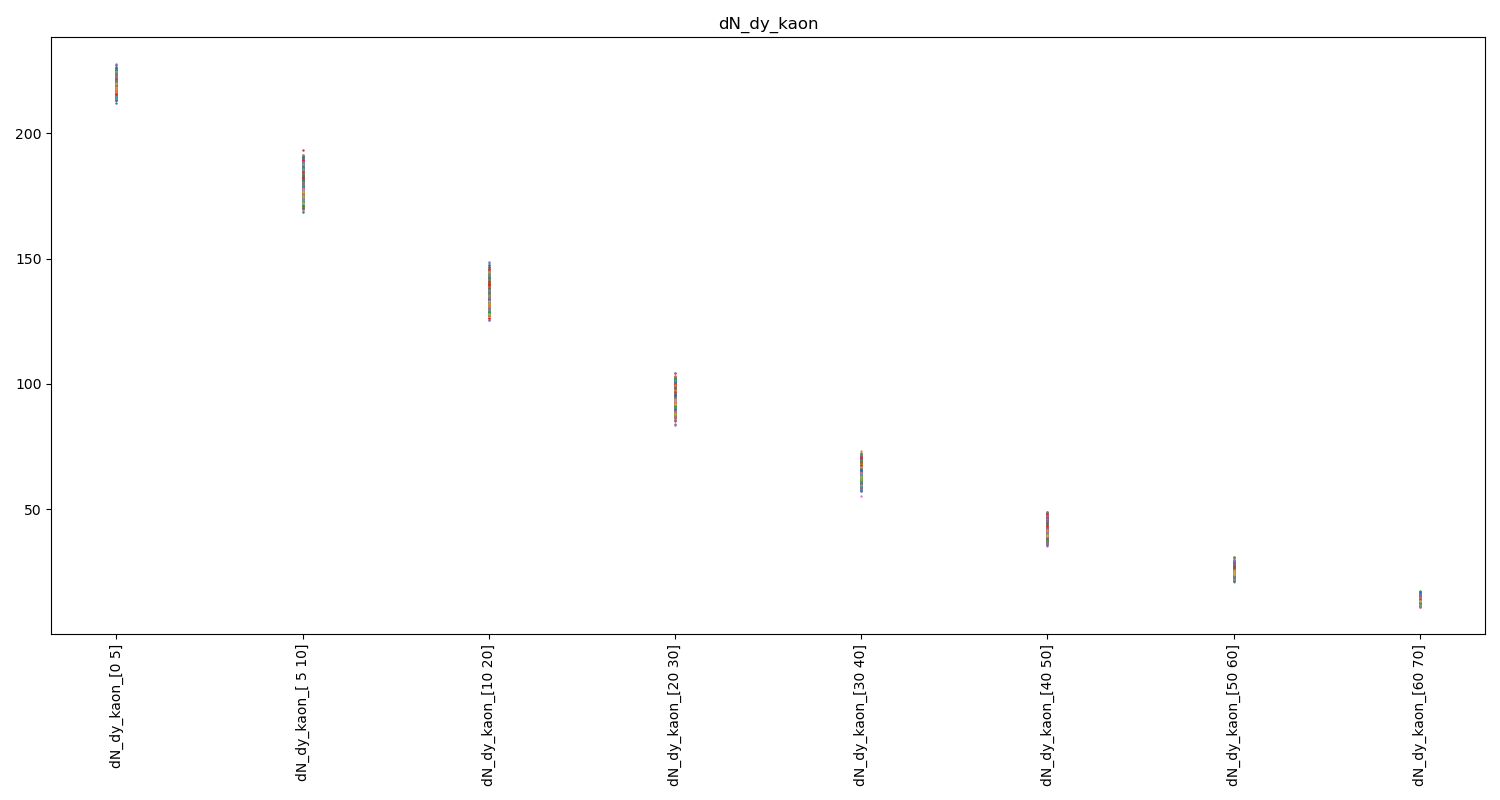 dN_dy_kaon
200
150
100
50
dN_dy_kaon_[0 5]
dN_dy_kaon_[ 5 10]
dN_dy_kaon_[10 20]
dN_dy_kaon_[20 30]
dN_dy_kaon_[30 40]
dN_dy_kaon_[40 50]
dN_dy_kaon_[50 60]
dN_dy_kaon_[60 70]